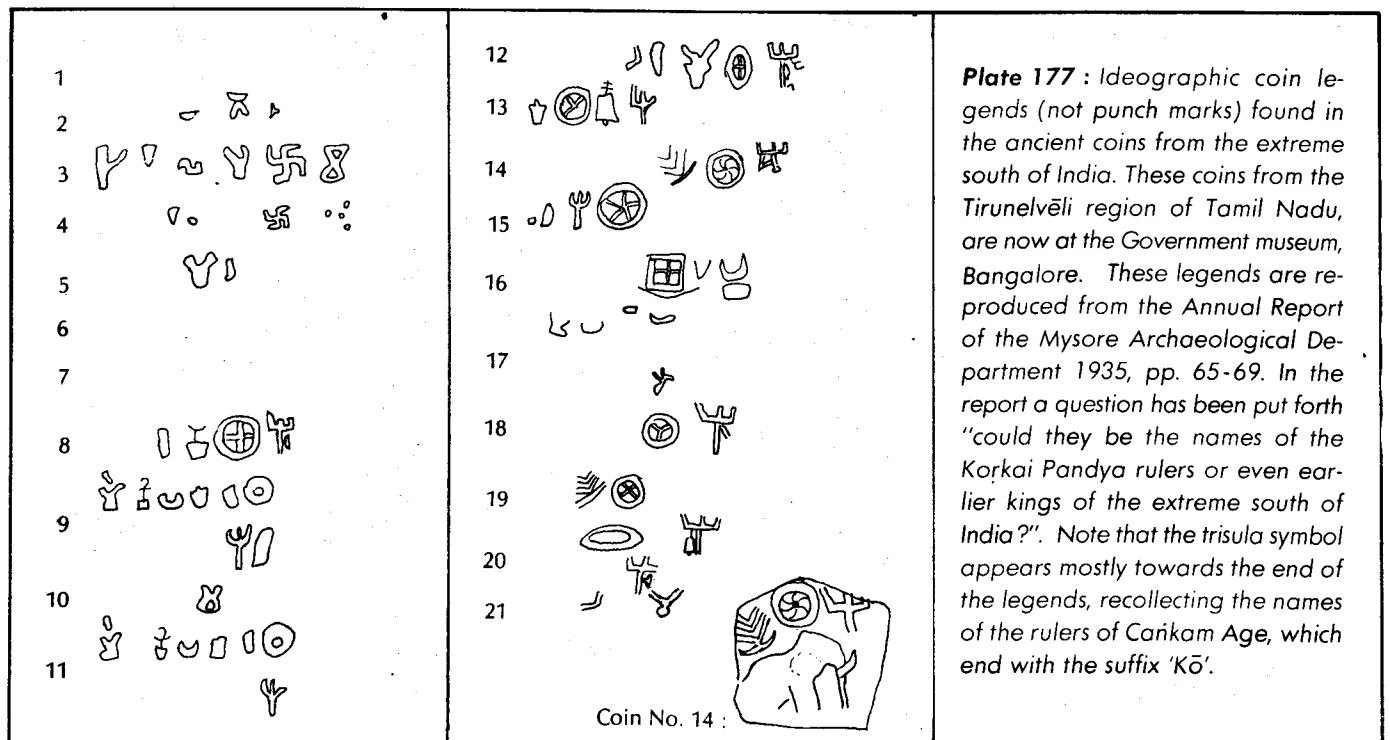 1
2
3
4
5
6
7
8
9
10
11
12
13
14
15
16
17
18
19
20
21
Coin No. 14 :
Plate 177 : Ideographic coin le-
gends (not punch marks) found in
the ancient coins from the extreme
south of India. These coins from the
Tirunelvēli region of Tamil Nadu,
are now at the Government museum,
Bangalore. These legends are re-
produced from the Annual Report
of the Mysore Archaeological De-
partment 1935, pp. 65-69. In the
report a question has been put forth
"could they be the names of the
Koṟkai Pandya rulers or even ear-
lier kings of the extreme south of
India?". Note that the trisula symbol
appears mostly towards the end of
the legends, recollecting the names
of the rulers of Caṅkam Age, which
end with the suffix 'Kō'.